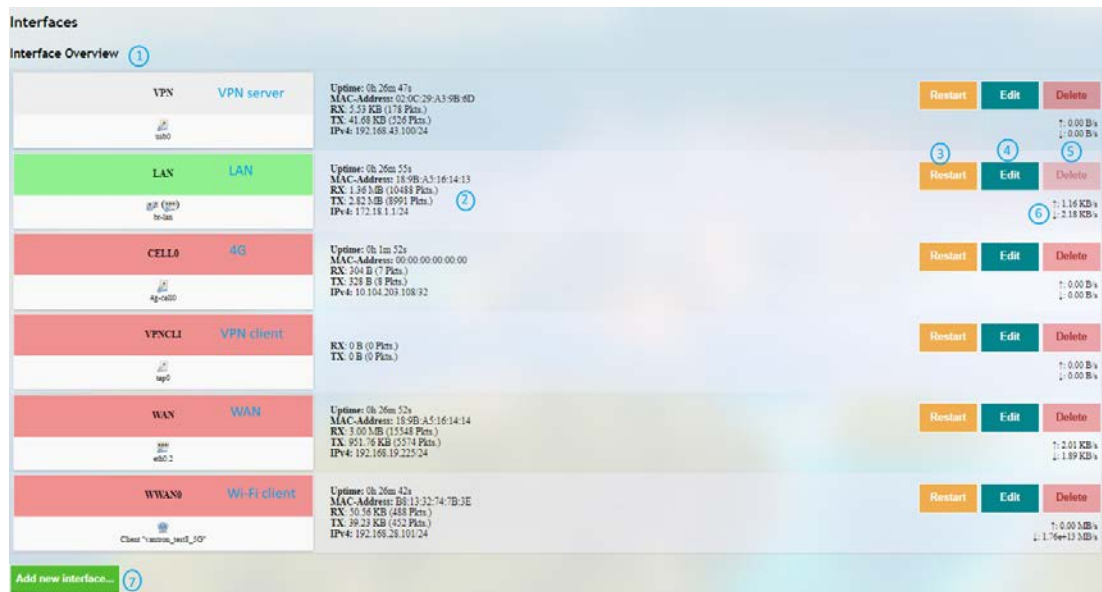 Interfaces
Interface Overview 1
VPN VPN server
ssh0
Uptime: 0h 26m 47s
MAC-Address: 02:0C:29:A3:9B:6D
RX: 5.53 KB (178 Pkts.)
TX: 41.68 KB (526 Pkts.)
IPv4: 192.168.43.100/24
Restart Edit Delete
↑: 0.00 B/s
↓: 0.00 B/s
LAN LAN
br-lan
Uptime: 0h 26m 55s
MAC-Address: 18:9B:A5:16:14:13
RX: 1.36 MB (10488 Pkts.)
TX: 2.82 MB (8991 Pkts.) 2
IPv4: 172.18.1.1/24
3 4 5
Restart Edit Delete
↑: 1.16 KB/s
6 ↓: 2.18 KB/s
CELL0 4G
4g-cell0
Uptime: 0h 1m 52s
MAC-Address: 00:00:00:00:00:00
RX: 304 B (7 Pkts.)
TX: 328 B (8 Pkts.)
IPv4: 10.104.203.108/32
Restart Edit Delete
↑: 0.00 B/s
↓: 0.00 B/s
VPNCLI VPN client
tap0
RX: 0 B (0 Pkts.)
TX: 0 B (0 Pkts.)
Restart Edit Delete
↑: 0.00 B/s
↓: 0.00 B/s
WAN WAN
eth0.2
Uptime: 0h 26m 52s
MAC-Address: 18:9B:A5:16:14:14
RX: 3.00 MB (15548 Pkts.)
TX: 951.76 KB (5574 Pkts.)
IPv4: 192.168.19.225/24
Restart Edit Delete
↑: 2.01 KB/s
↓: 1.89 KB/s
WWAN0 Wi-Fi client
Client "vantron_test8_5G"
Uptime: 0h 26m 42s
MAC-Address: B8:13:32:74:7B:3E
RX: 50.56 KB (488 Pkts.)
TX: 39.23 KB (452 Pkts.)
IPv4: 192.168.28.101/24
Restart Edit Delete
↑: 0.00 MB/s
↓: 1.76e+13 MB/s
Add new interface... 7